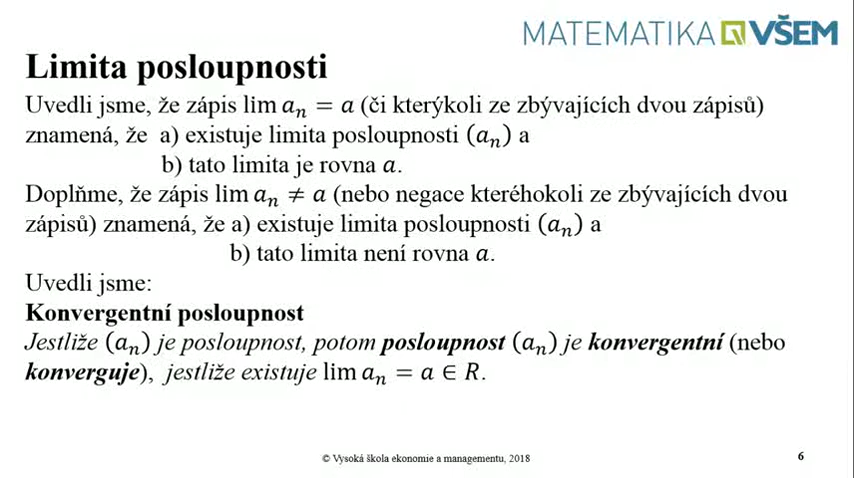 MATEMATIKA VŠEM
Limita posloupnosti
Uvedli jsme, že zápis lim aₙ = a (či kterýkoli ze zbývajících dvou zápisů)
znamená, že a) existuje limita posloupnosti (aₙ) a
b) tato limita je rovna a.
Doplňme, že zápis lim aₙ ≠ a (nebo negace kteréhokoli ze zbývajících dvou
zápisů) znamená, že a) existuje limita posloupnosti (aₙ) a
b) tato limita není rovna a.
Uvedli jsme:
Konvergentní posloupnost
Jestliže (aₙ) je posloupnost, potom posloupnost (aₙ) je konvergentní (nebo
konverguje), jestliže existuje lim aₙ = a ∈ R.
© Vysoká škola ekonomie a managementu, 2018
6